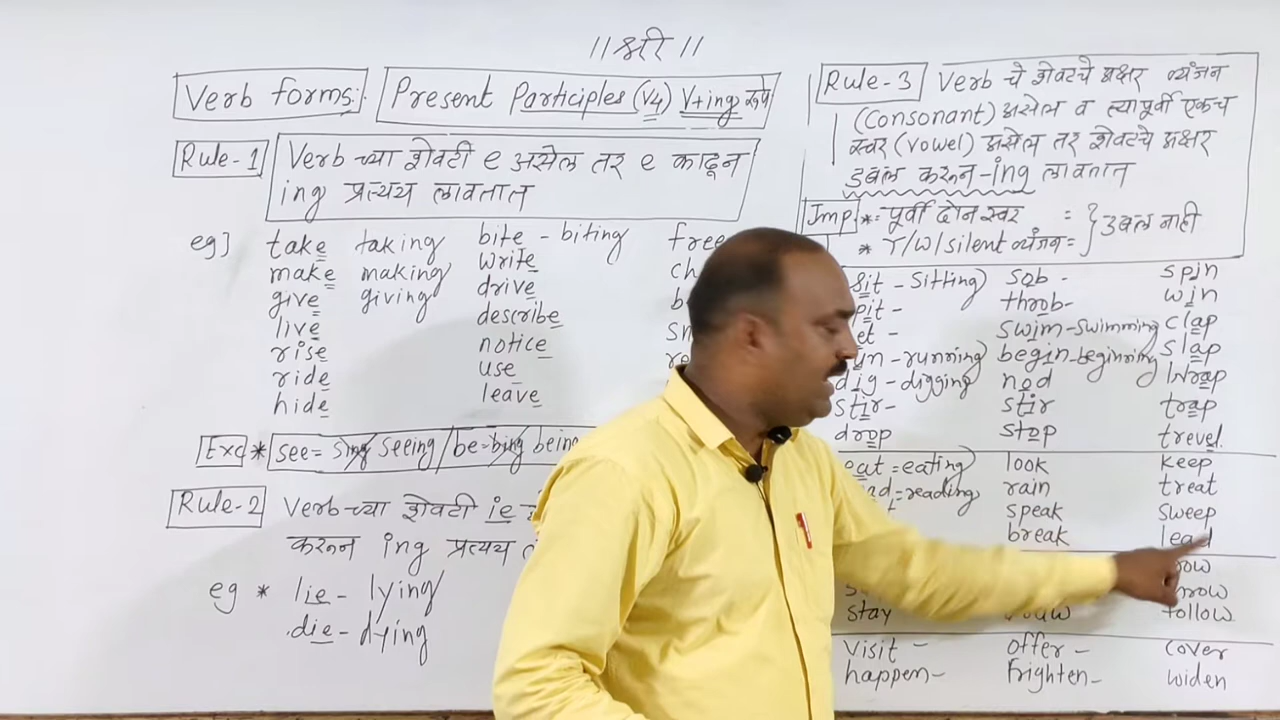 ॥ श्री ॥
Verb forms: Present Participles (V4) V+ing रूपे
Rule-1 Verb च्या शेवटी e असेल तर e काढून
ing प्रत्यय लावतात
eg] take taking bite - biting free
make making write
give giving drive
live describe
rise notice
ride use
hide leave
Exc * see= sing seeing / be=bing being
Rule-2 Verb च्या शेवटी ie
करून ing प्रत्यय
eg * lie - lying
die - dying
Rule-3 Verb चे शेवटचे अक्षर व्यंजन
(consonant) असेल व त्यापूर्वी एकच
स्वर (vowel) असेल तर शेवटचे अक्षर
डबल करून -ing लावतात
Imp * पूर्वी दोन स्वर = } डबल नाही
* Y/W/silent व्यंजन =
sit - sitting sob - spin
throb - win
swim - swimming clap
run - running begin - beginning slap
dig - digging nod wrap
stir - stir trap
drop stop trevel
eat = eating look keep
reading rain treat
speak sweep
break lead
stay follow
visit - offer - cover
happen - frighten - widen